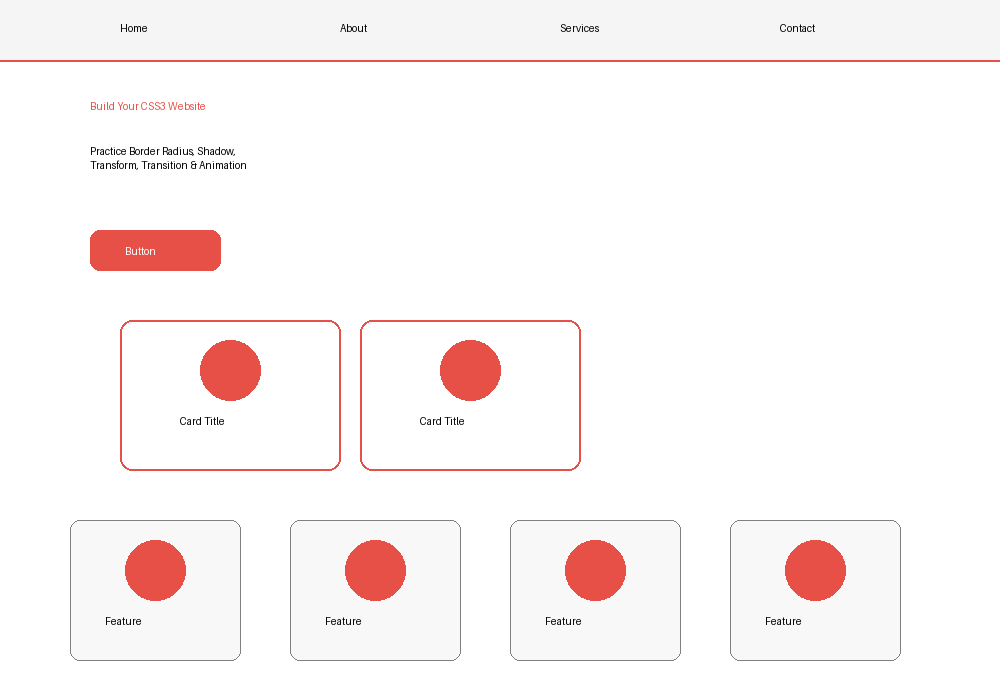 Home About Services Contact
Build Your CSS3 Website
Practice Border Radius, Shadow,
Transform, Transition & Animation
Button
Card Title Card Title
Feature Feature Feature Feature